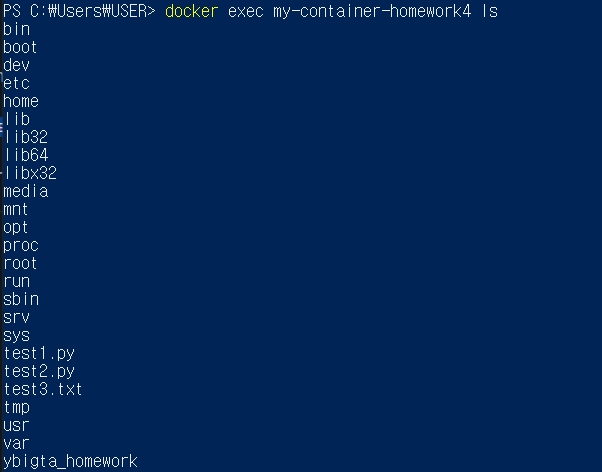 PS C:₩Users₩USER> docker exec my-container-homework4 ls
bin
boot
dev
etc
home
lib
lib32
lib64
libx32
media
mnt
opt
proc
root
run
sbin
srv
sys
test1.py
test2.py
test3.txt
tmp
usr
var
ybigta_homework